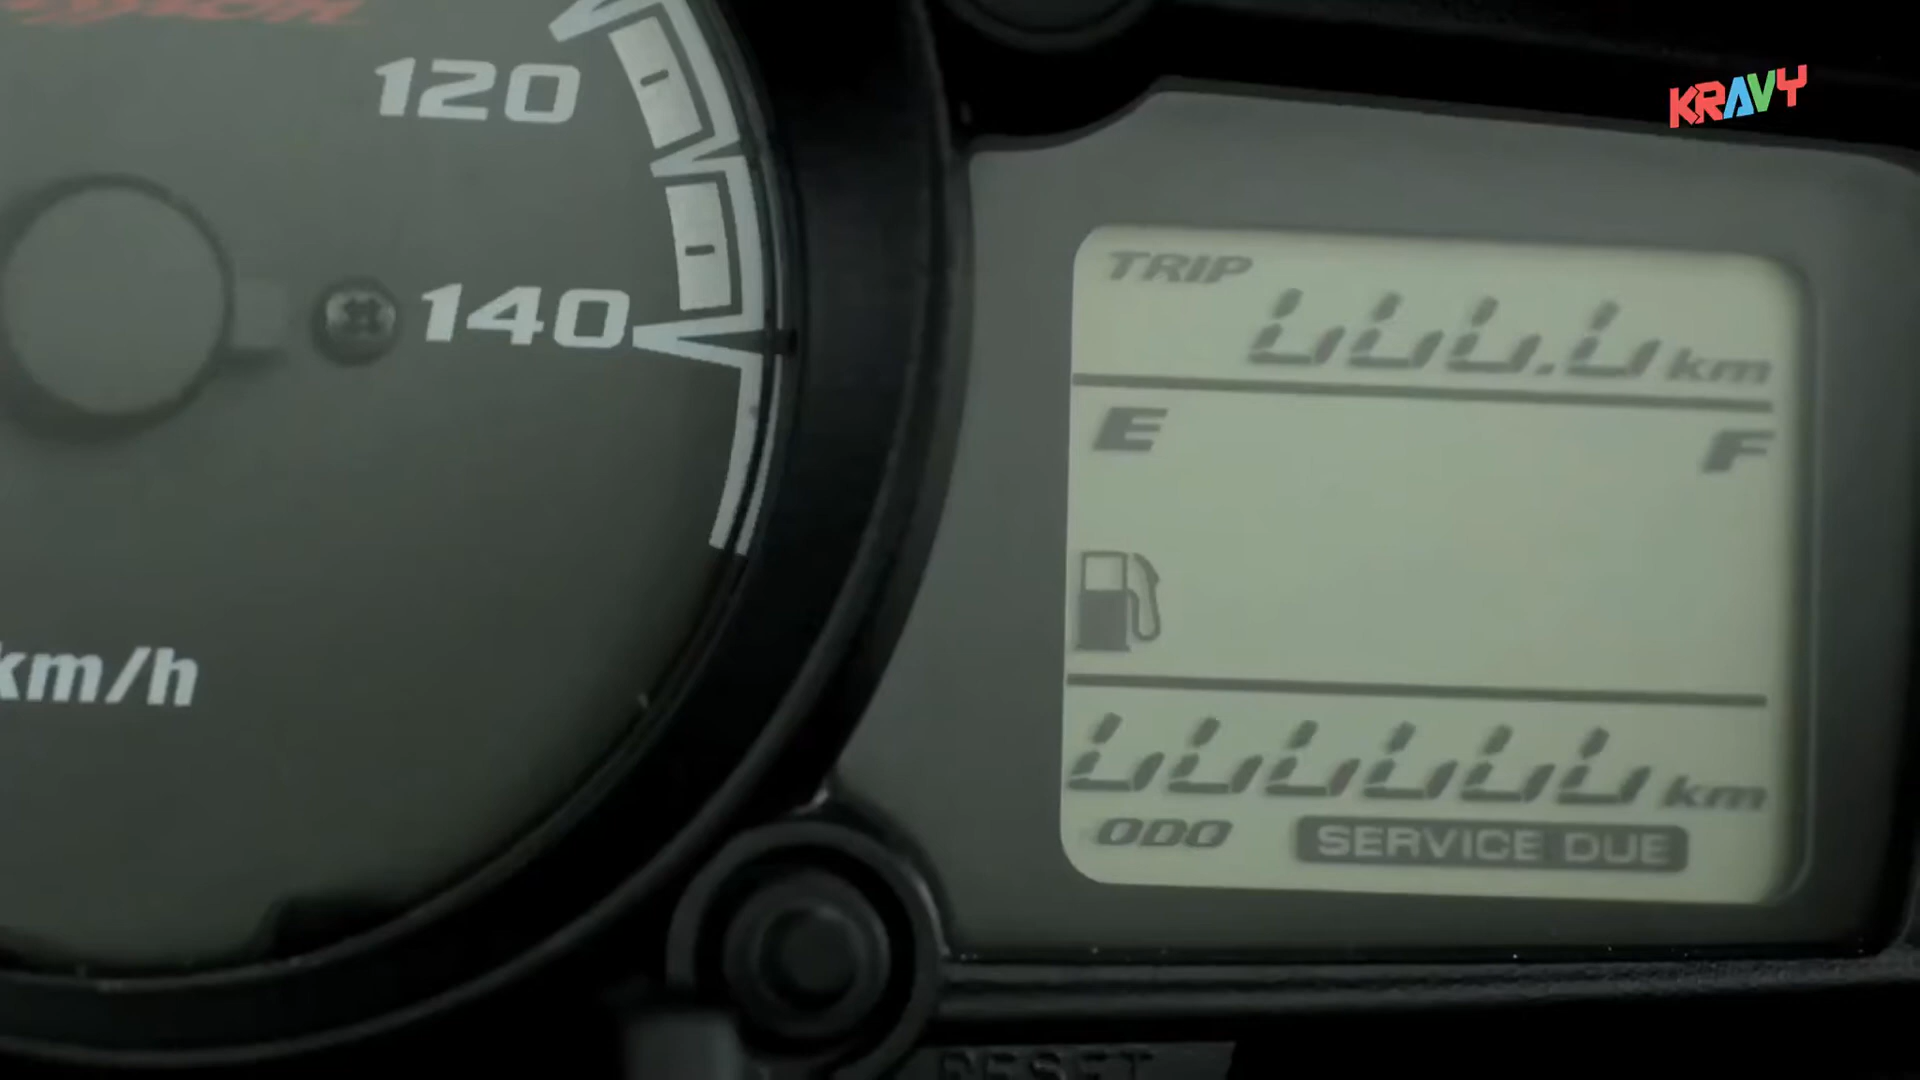 KRAVY
120
140
km/h
TRIP
km
E F
km
ODO SERVICE DUE
RESET